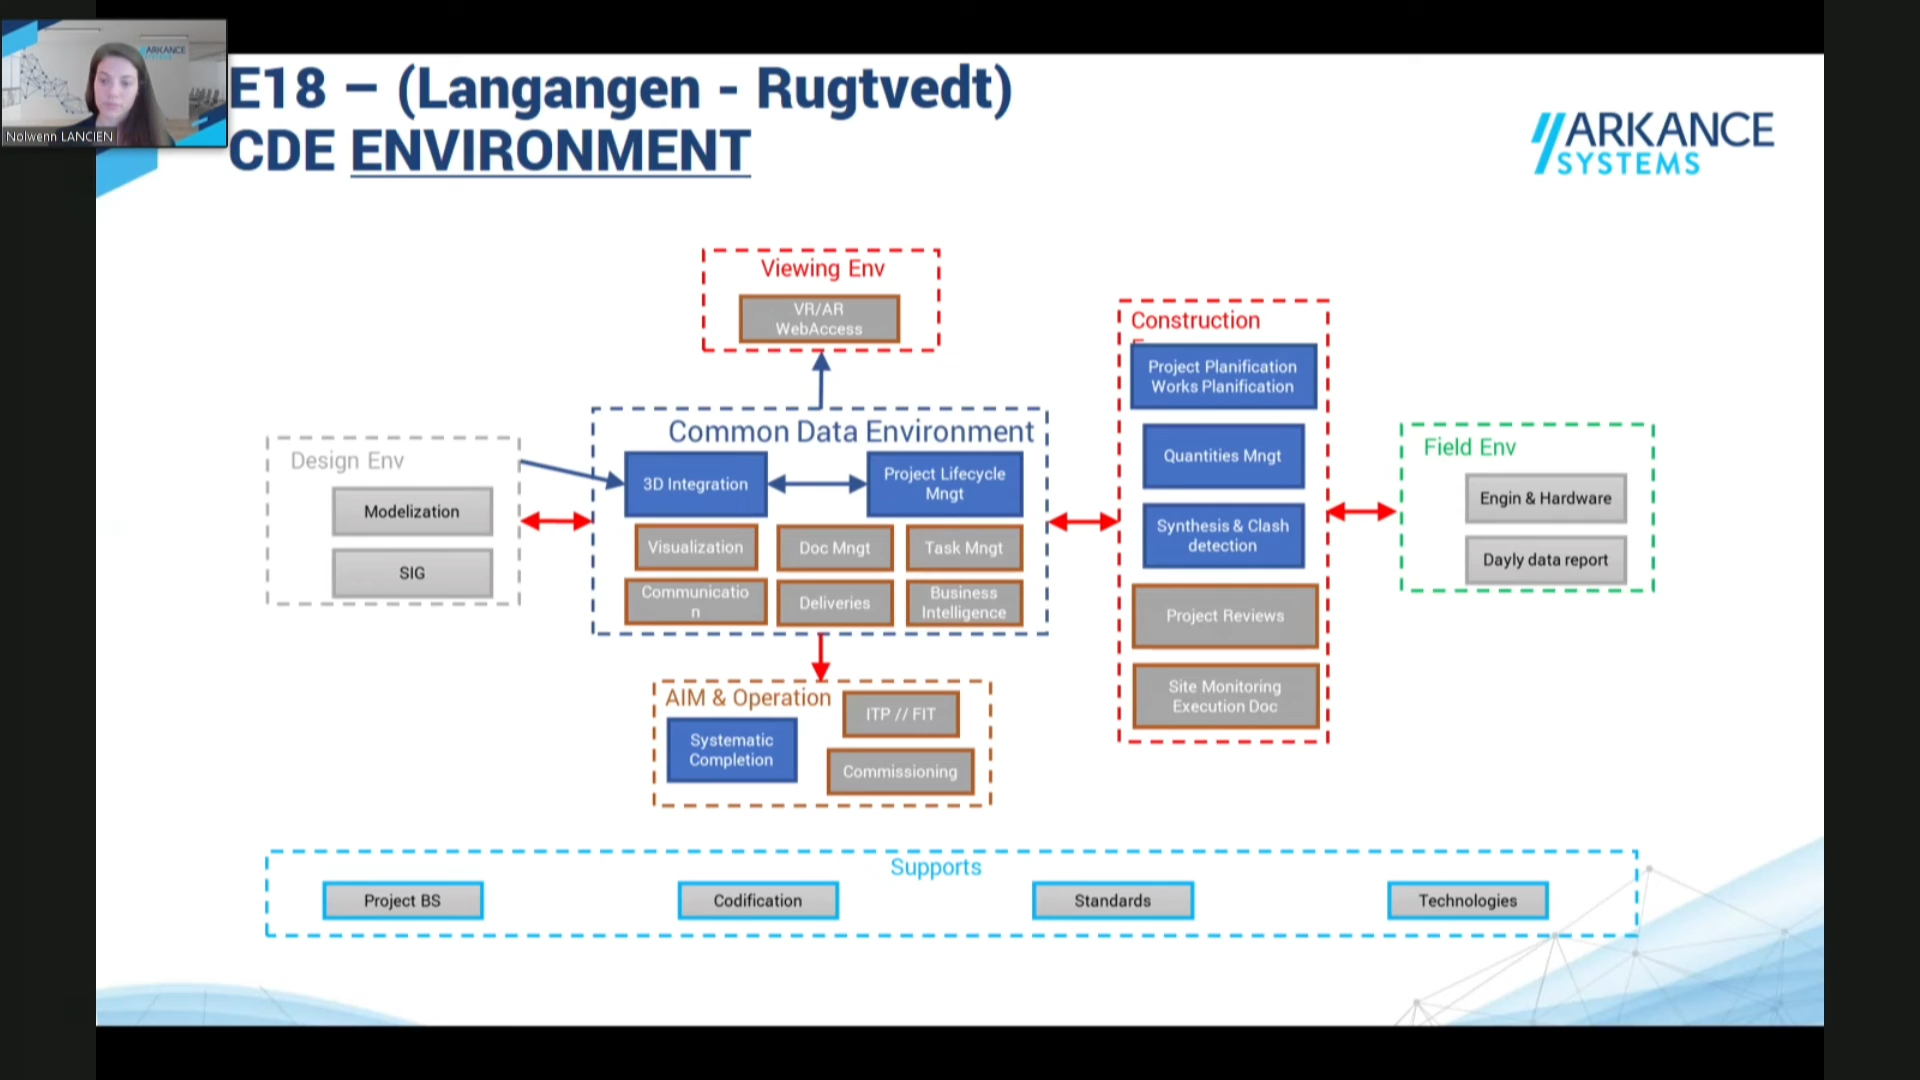 ARKANCE
Nolwenn LANCIEN
E18 – (Langangen - Rugtvedt)
CDE ENVIRONMENT
ARKANCE
SYSTEMS
Viewing Env
VR/AR
WebAccess
Construction
Project Planification
Works Planification
Quantities Mngt
Synthesis & Clash
detection
Project Reviews
Site Monitoring
Execution Doc
Common Data Environment
3D Integration
Project Lifecycle
Mngt
Visualization
Doc Mngt
Task Mngt
Communicatio
n
Deliveries
Business
Intelligence
Design Env
Modelization
SIG
Field Env
Engin & Hardware
Dayly data report
AIM & Operation
ITP // FIT
Systematic
Completion
Commissioning
Supports
Project BS
Codification
Standards
Technologies